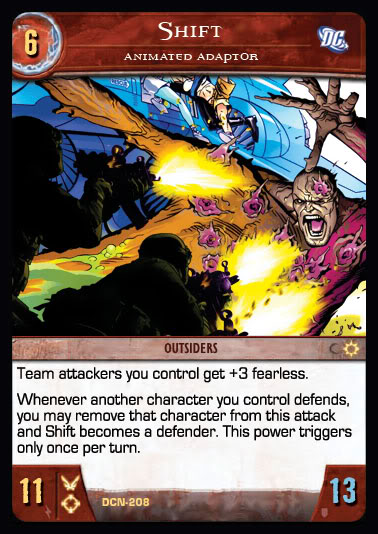 6
SHIFT
DC
ANIMATED ADAPTOR
OUTSIDERS
C
Team attackers you control get +3 fearless.
Whenever another character you control defends,
you may remove that character from this attack
and Shift becomes a defender. This power triggers
only once per turn.
11
DCN-208
13